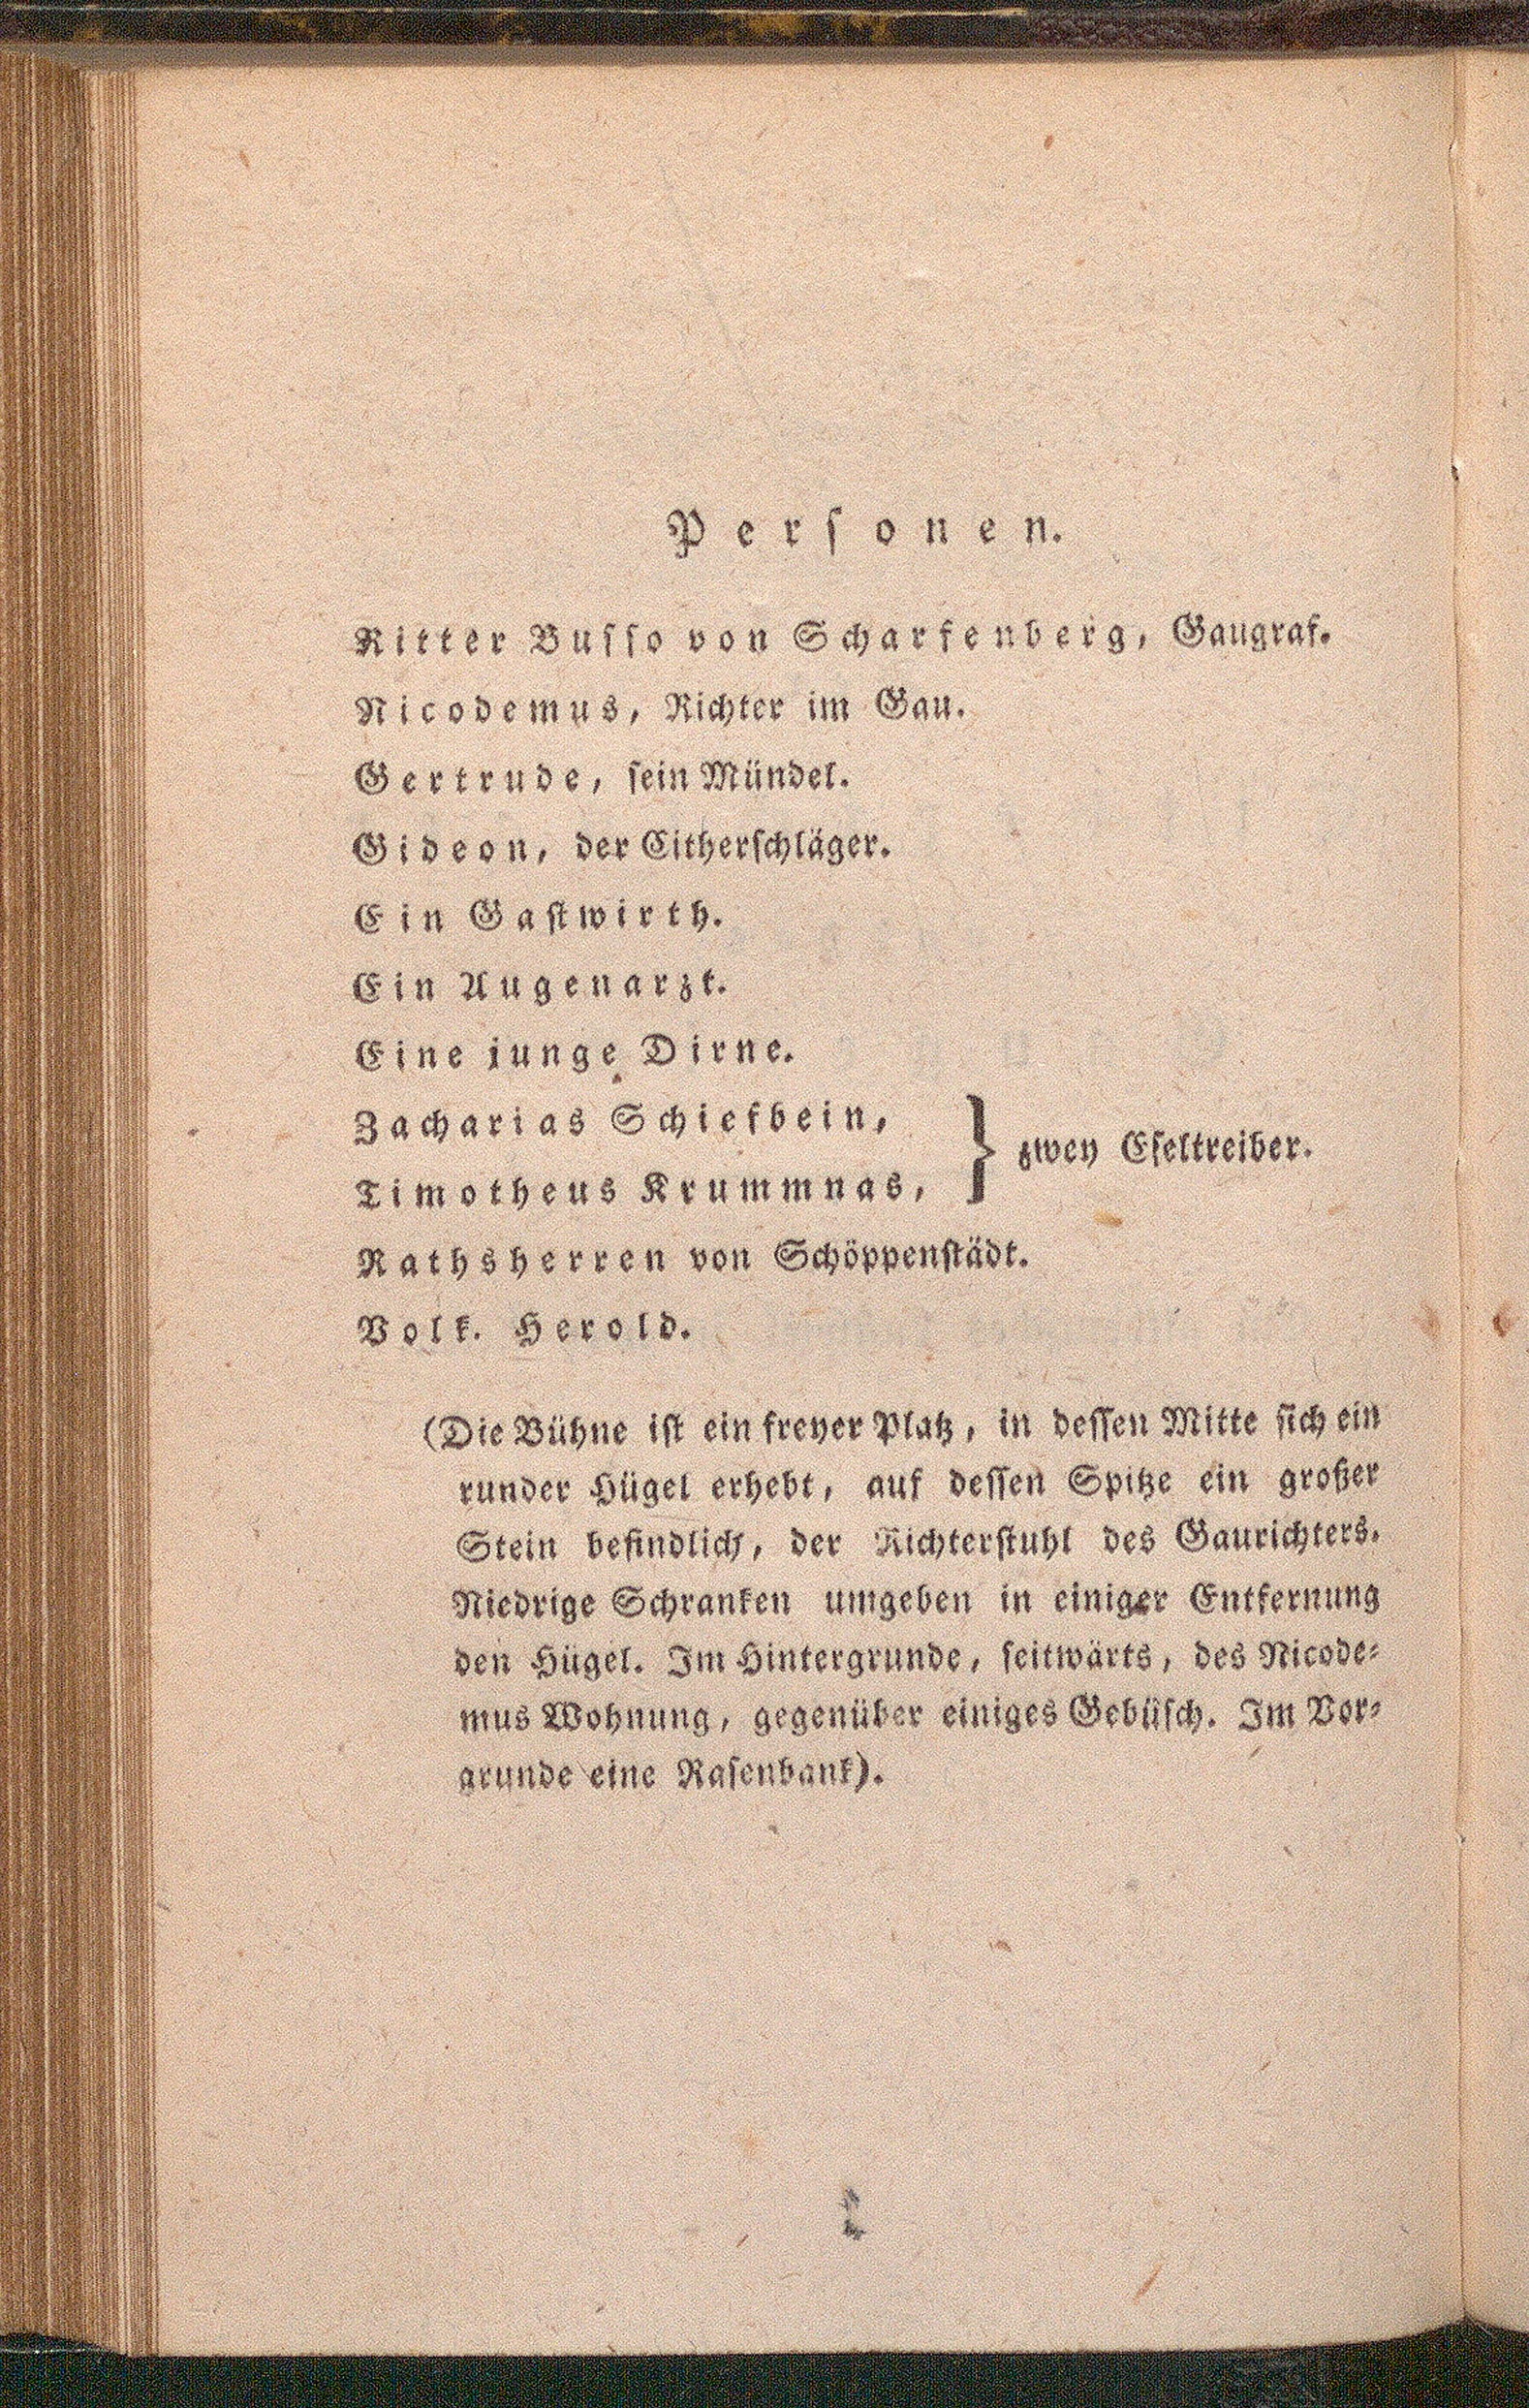 Personen.
Ritter Busso von Scharfenberg, Gaugraf.
Nicodemus, Richter im Gau.
Gertrude, sein Mündel.
Gideon, der Citherschläger.
Ein Gastwirth.
Ein Augenarzt.
Eine junge Dirne.
Zacharias Schiefbein,
Timotheus Krummnas,
} zwey Eseltreiber.
Rathsherren von Schöppenstädt.
Volk. Herold.
(Die Bühne ist ein freyer Platz, in dessen Mitte sich ein
runder Hügel erhebt, auf dessen Spitze ein großer
Stein befindlich, der Richterstuhl des Gaurichters.
Niedrige Schranken umgeben in einiger Entfernung
den Hügel. Im Hintergrunde, seitwärts, des Nicode-
mus Wohnung, gegenüber einiges Gebüsch. Im Vor-
grunde eine Rasenbank).